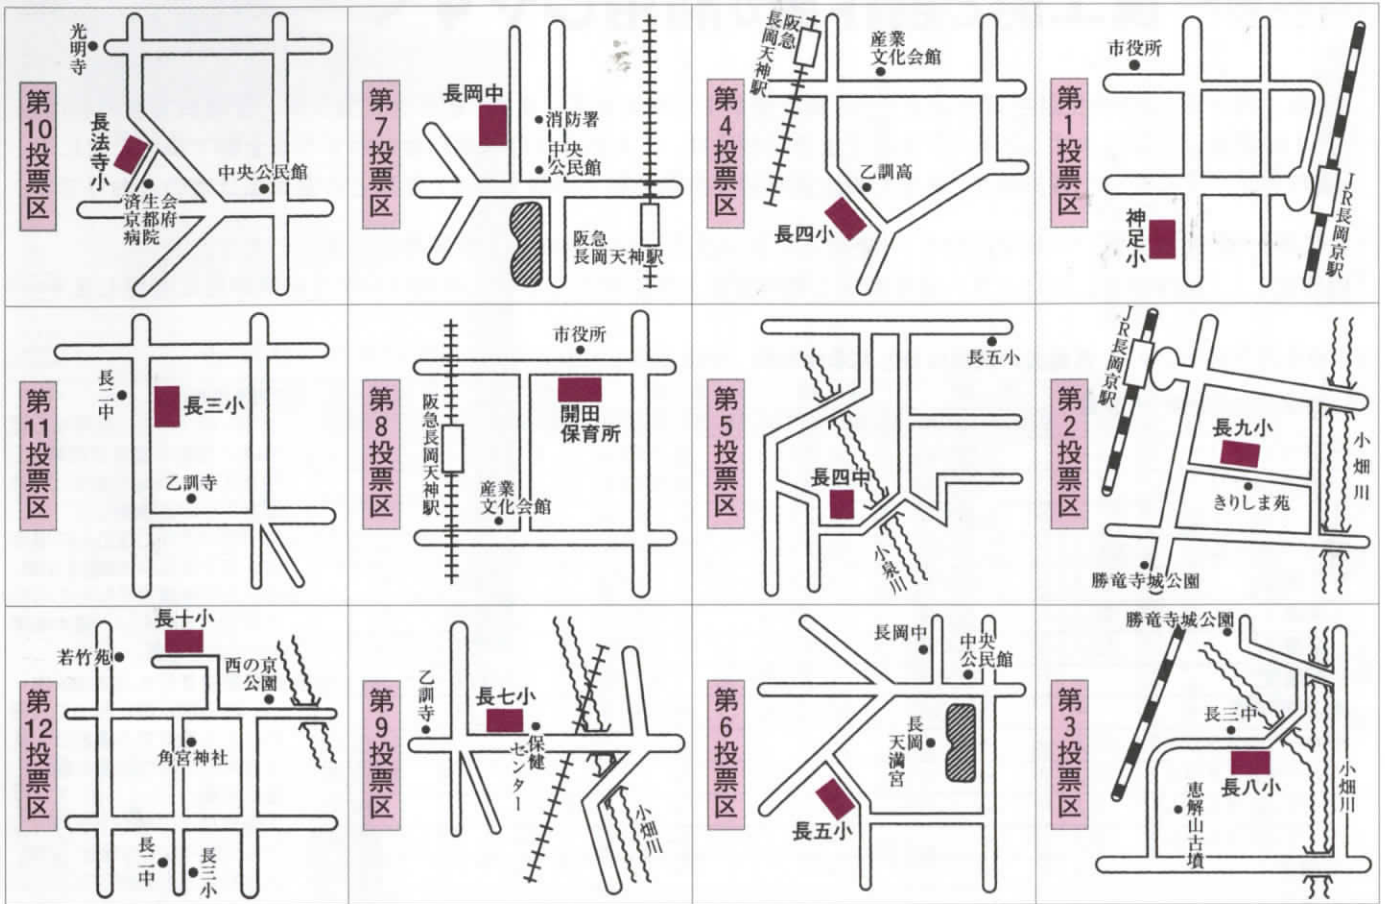 第1投票区
市役所
神足小
JR長岡京駅
第2投票区
JR長岡京駅
長九小
きりしま苑
小畑川
勝竜寺城公園
第3投票区
勝竜寺城公園
長三中
長八小
恵解山古墳
小畑川
第4投票区
阪急
長岡天神駅
産業
文化会館
乙訓高
長四小
第5投票区
長五小
長四中
小泉川
第6投票区
長岡中
中央
公民館
長岡
天満宮
長五小
第7投票区
長岡中
消防署
中央
公民館
阪急
長岡天神駅
第8投票区
市役所
開田
保育所
阪急長岡天神駅
産業
文化会館
第9投票区
乙訓寺
長七小
保健
センター
小畑川
第10投票区
光明寺
長法寺小
中央公民館
済生会
京都府
病院
第11投票区
長二中
長三小
乙訓寺
第12投票区
長十小
若竹苑
西の京
公園
角宮神社
長二中
長三小